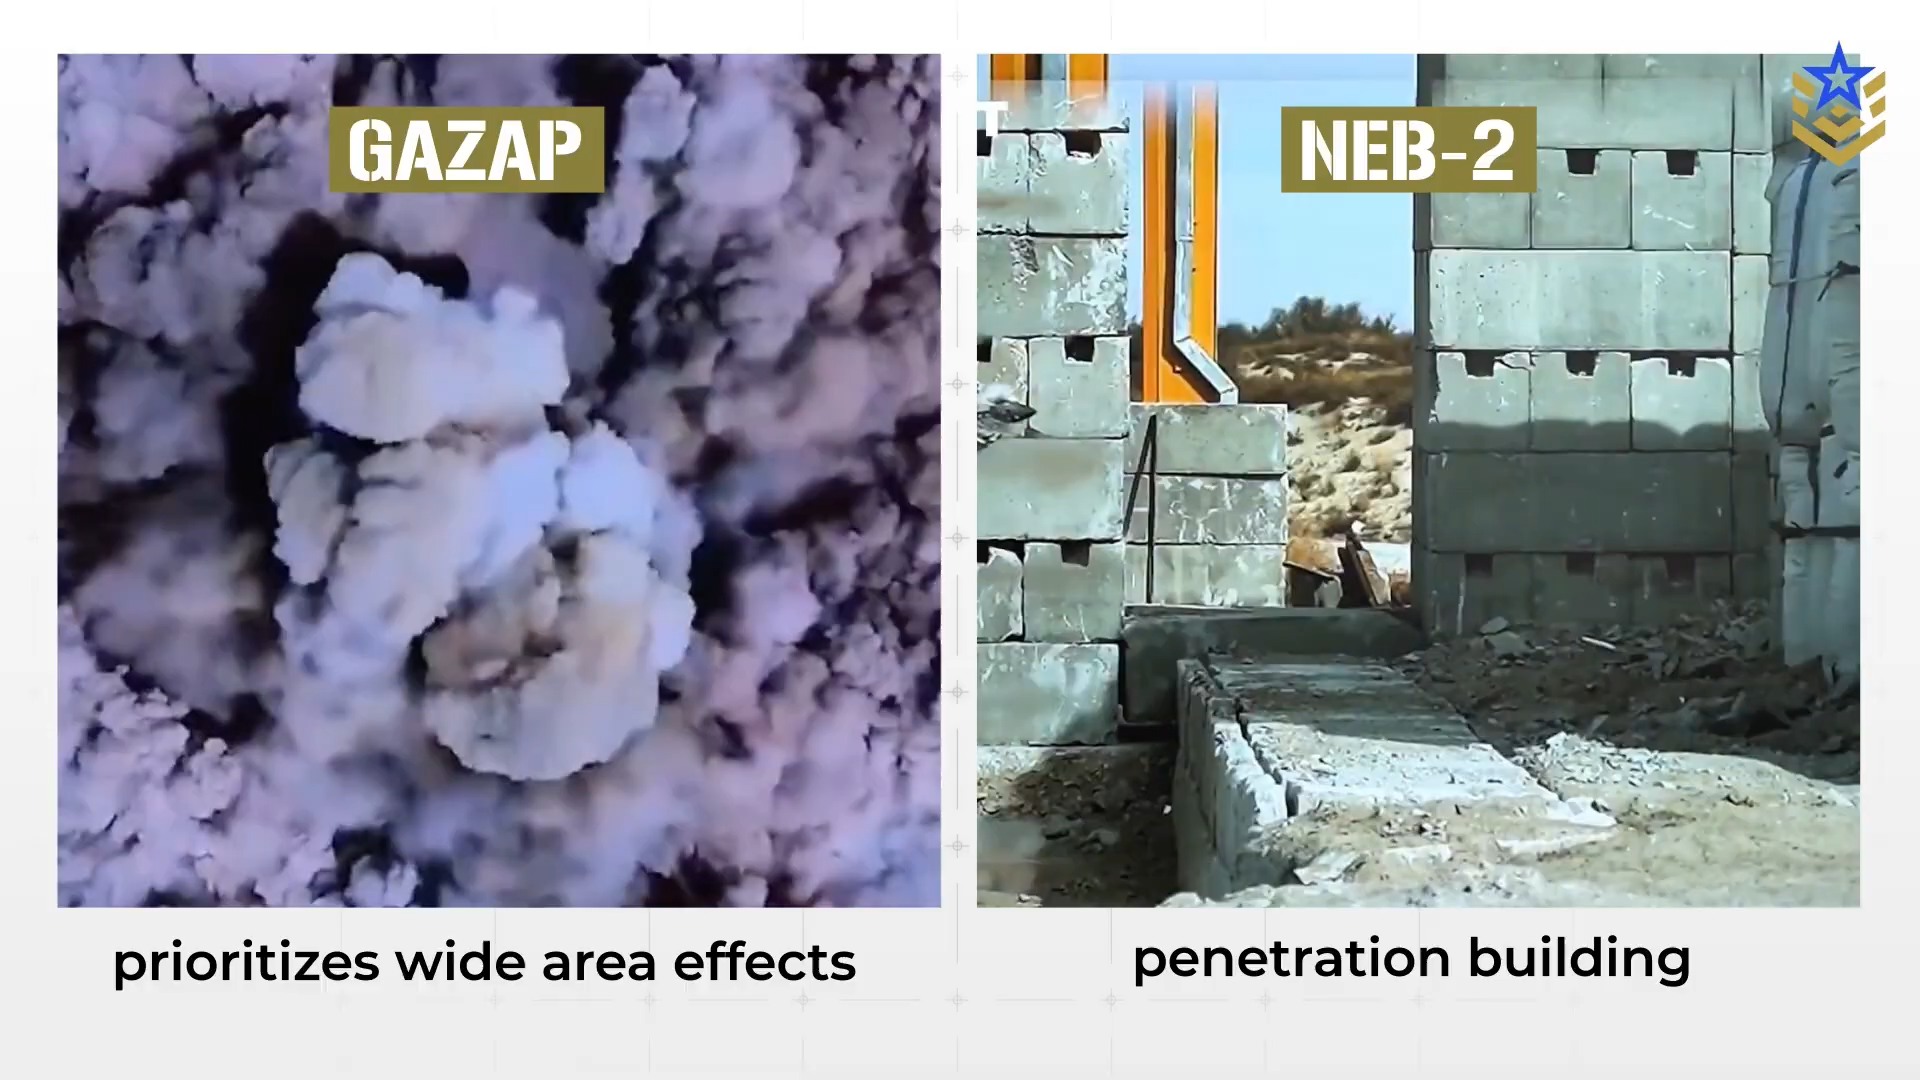 GAZAP
T
NEB-2
prioritizes wide area effects
penetration building